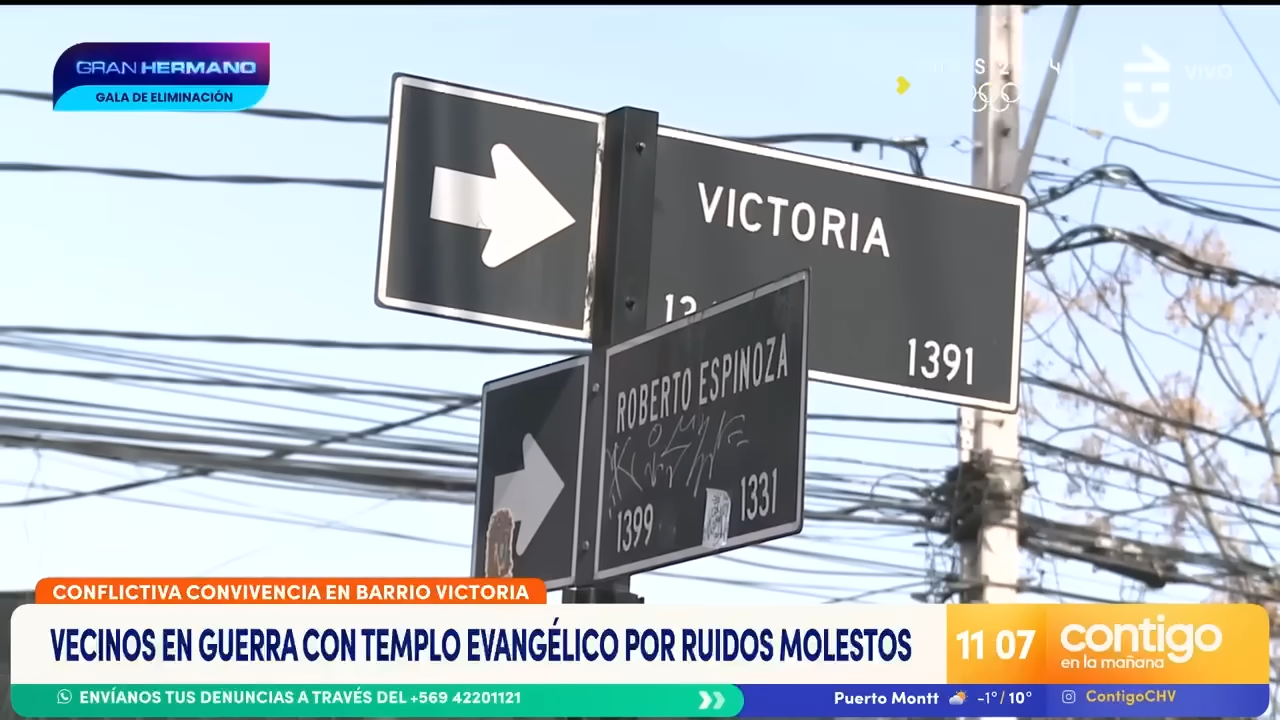 GRAN HERMANO
GALA DE ELIMINACIÓN
CHV
VIVO
VICTORIA
1391
ROBERTO ESPINOZA
1399
1331
CONFLICTIVA CONVIVENCIA EN BARRIO VICTORIA
VECINOS EN GUERRA CON TEMPLO EVANGÉLICO POR RUIDOS MOLESTOS
11 07
contigo
en la mañana
ENVÍANOS TUS DENUNCIAS A TRAVÉS DEL +569 42201121
Puerto Montt -1°/ 10°
ContigoCHV